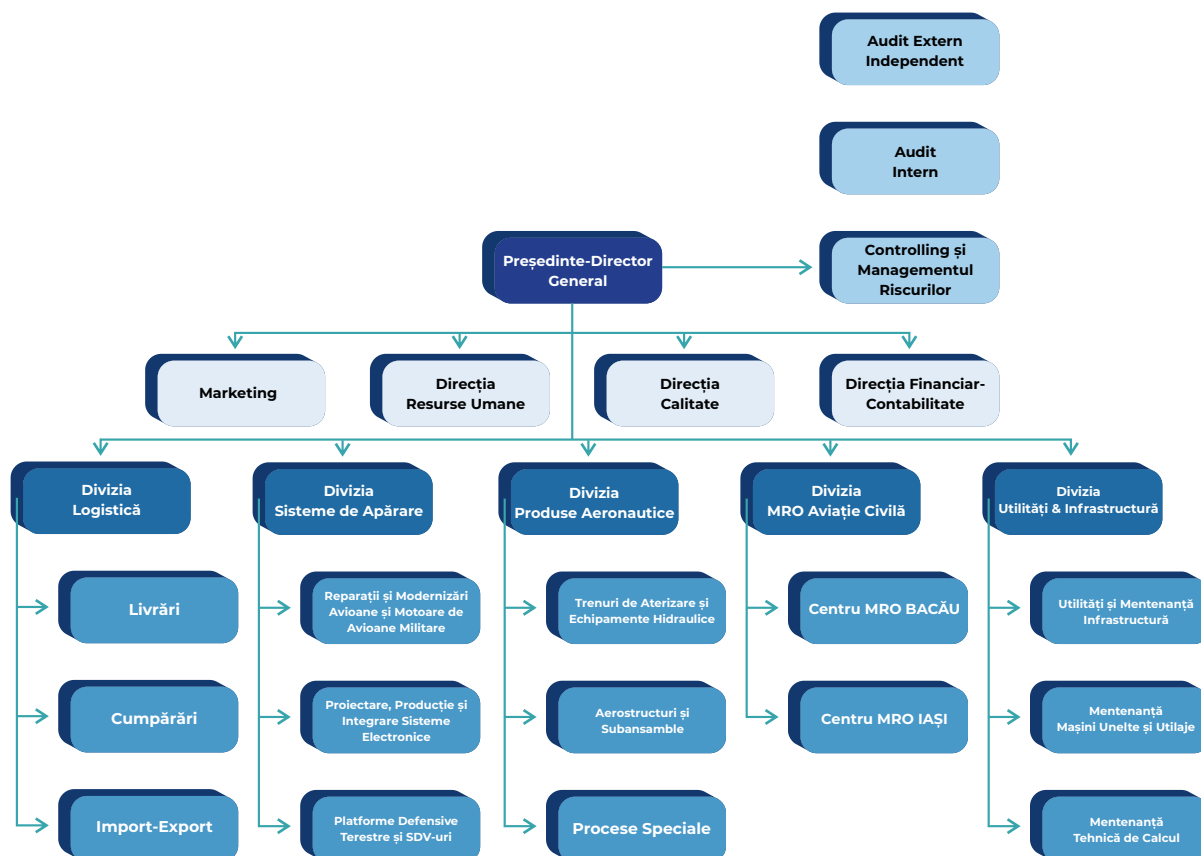 Audit Extern
Independent
Audit
Intern
Președinte-Director
General
Controlling și
Managementul
Riscurilor
Marketing
Direcția
Resurse Umane
Direcția
Calitate
Direcția Financiar-
Contabilitate
Divizia
Logistică
Divizia
Sisteme de Apărare
Divizia
Produse Aeronautice
Divizia
MRO Aviație Civilă
Divizia
Utilități & Infrastructură
Livrări
Reparații și Modernizări
Avioane și Motoare de
Avioane Militare
Trenuri de Aterizare și
Echipamente Hidraulice
Centru MRO BACĂU
Utilități și Mentenanță
Infrastructură
Cumpărări
Proiectare, Producție și
Integrare Sisteme
Electronice
Aerostructuri și
Subansamble
Centru MRO IAȘI
Mentenanță
Mașini Unelte și Utilaje
Import-Export
Platforme Defensive
Terestre și SDV-uri
Procese Speciale
Mentenanță
Tehnică de Calcul